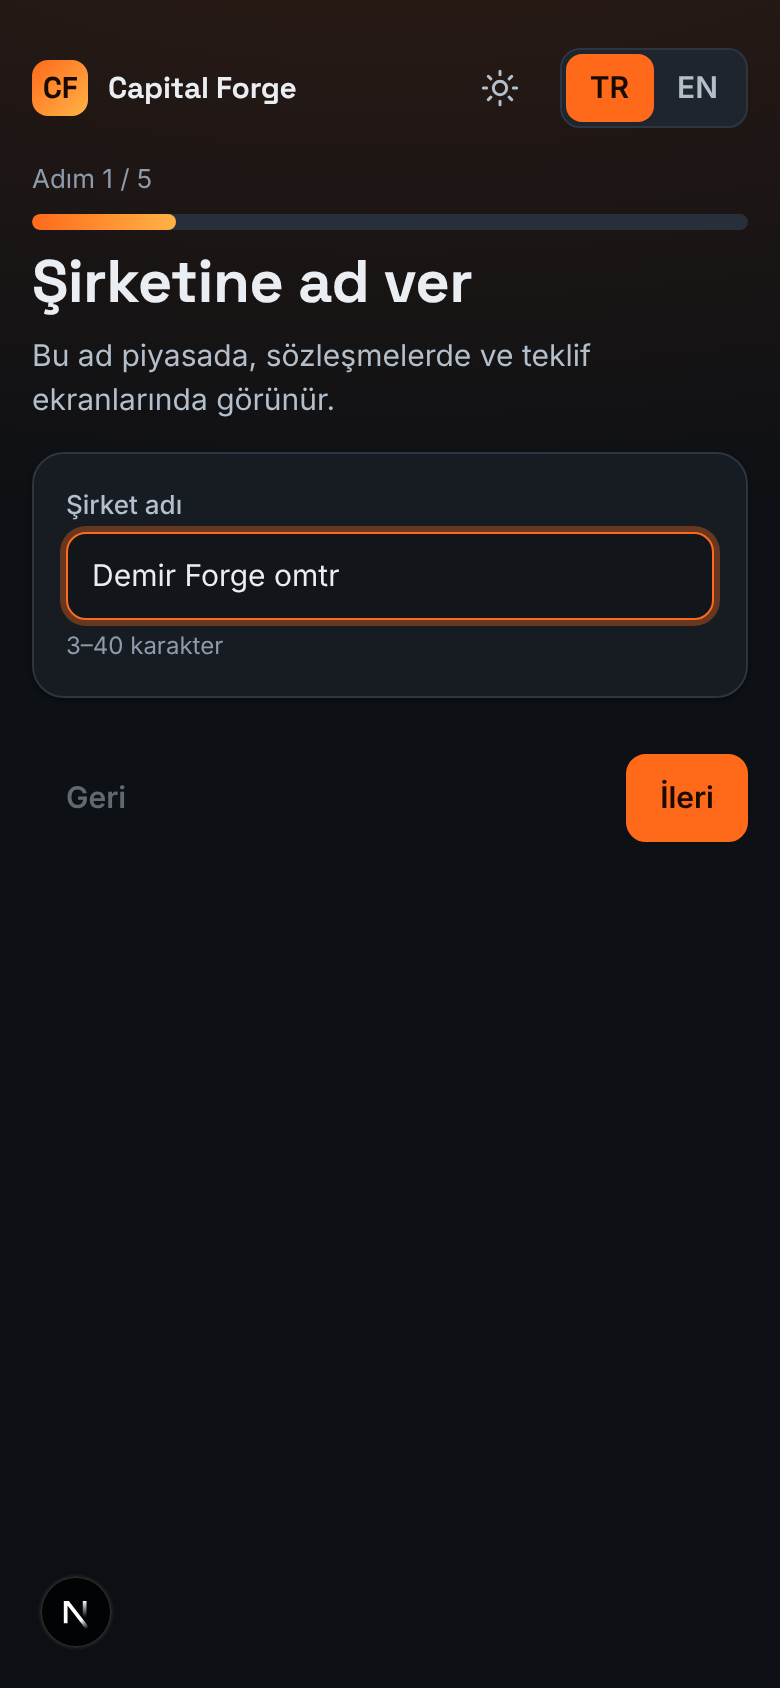 CF Capital Forge TR EN
Adım 1 / 5
Şirketine ad ver
Bu ad piyasada, sözleşmelerde ve teklif
ekranlarında görünür.
Şirket adı
Demir Forge omtr
3–40 karakter
Geri İleri
N